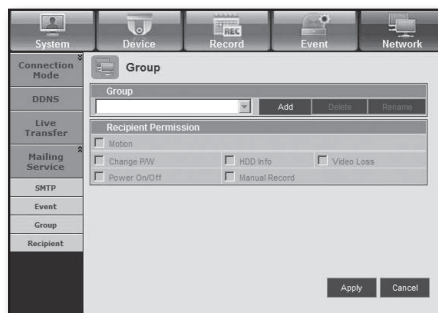 System Device REC Record Event Network
Connection Mode
DDNS
Live Transfer
Mailing Service
SMTP
Event
Group
Recipient
Group
Group
Add Delete Rename
Recipient Permission
Motion
Change P/W. HDD Info Video Loss
Power On/Off Manual Record
Apply Cancel